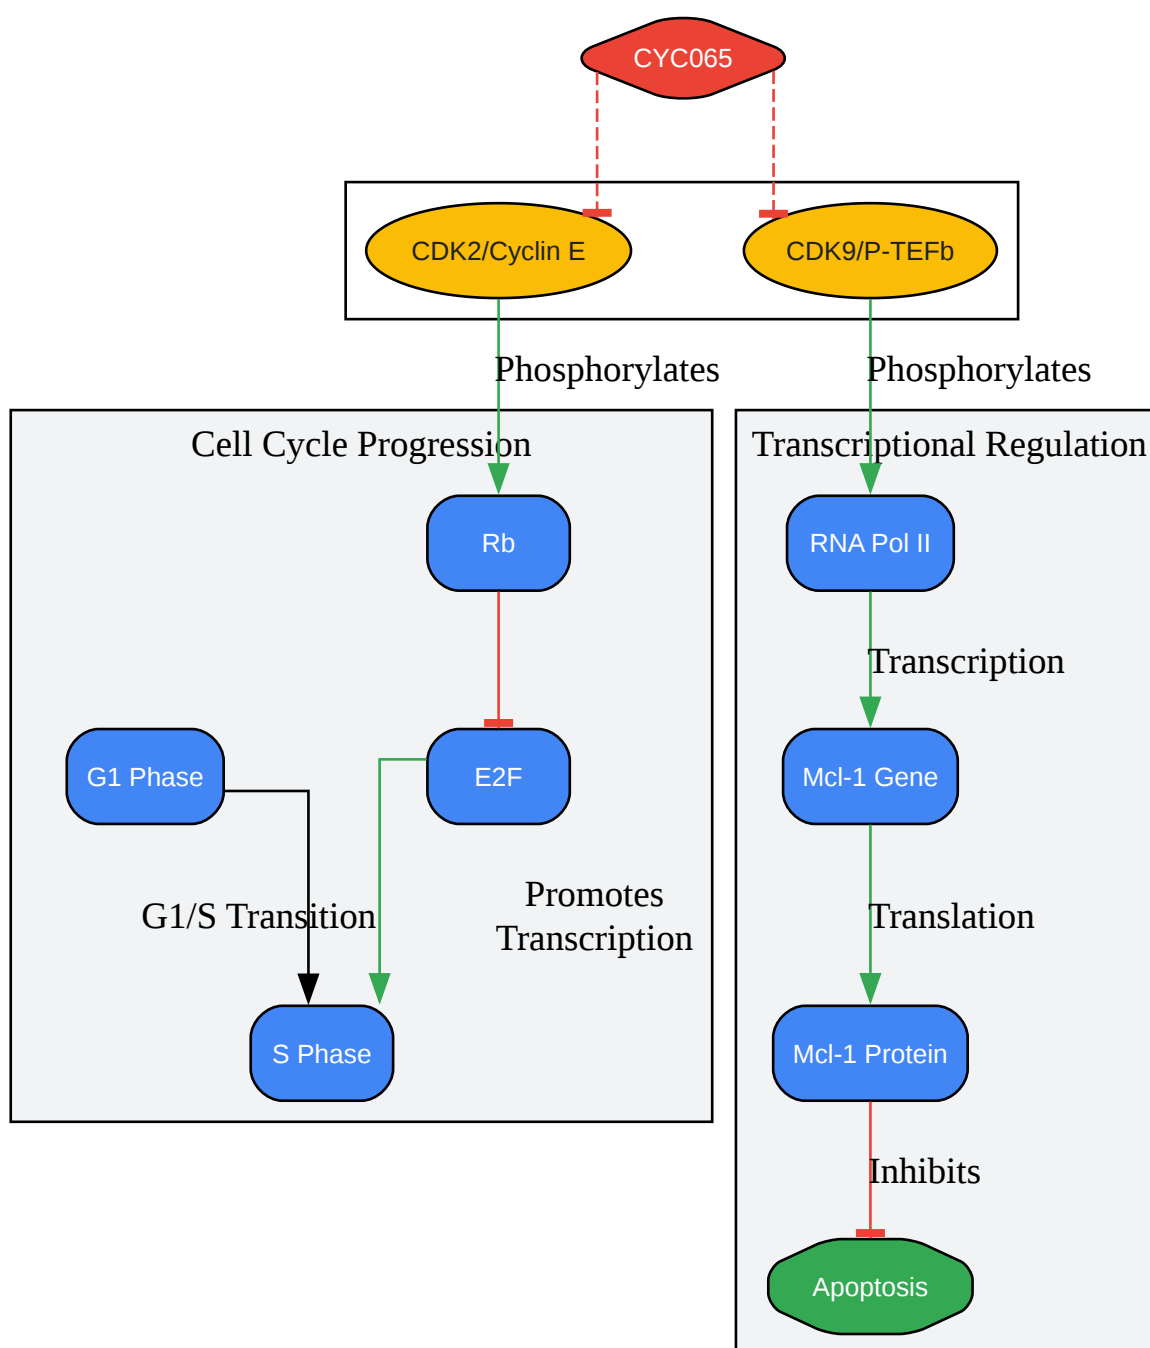 CYC065
CDK2/Cyclin E
CDK9/P-TEFb
Phosphorylates
Phosphorylates
Cell Cycle Progression
Transcriptional Regulation
Rb
RNA Pol II
Transcription
G1 Phase
E2F
Mcl-1 Gene
G1/S Transition
Promotes
Transcription
Translation
S Phase
Mcl-1 Protein
Inhibits
Apoptosis